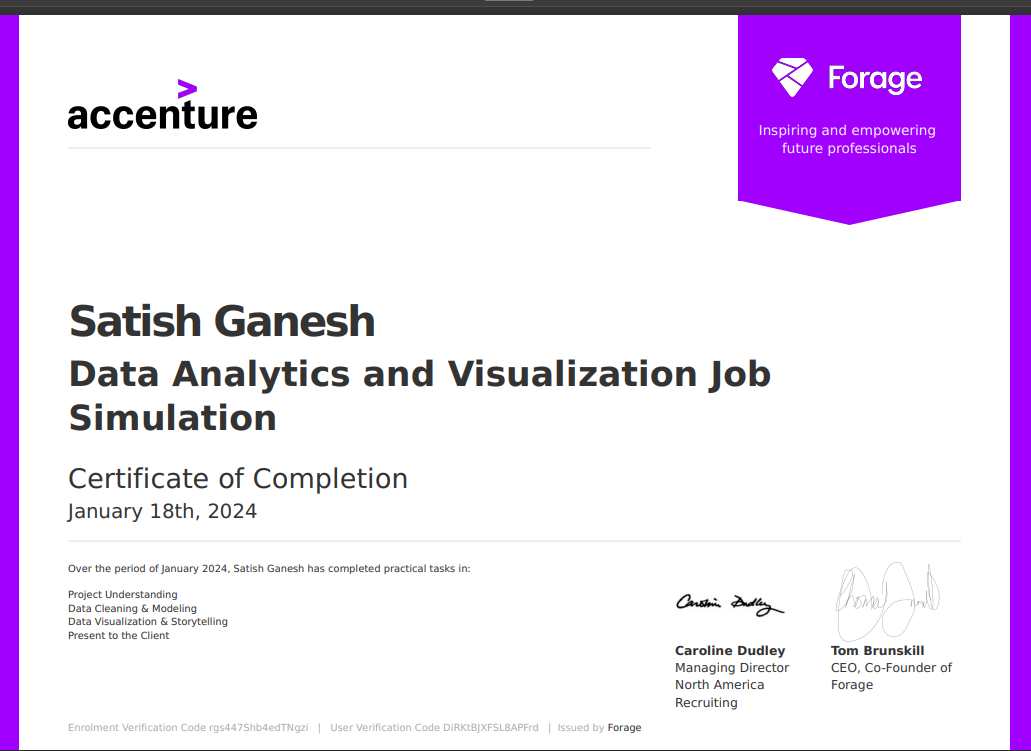 accenture
Forage
Inspiring and empowering
future professionals
Satish Ganesh
Data Analytics and Visualization Job
Simulation
Certificate of Completion
January 18th, 2024
Over the period of January 2024, Satish Ganesh has completed practical tasks in:
Project Understanding
Data Cleaning & Modeling
Data Visualization & Storytelling
Present to the Client
Caroline Dudley
Caroline Dudley
Managing Director
North America
Recruiting
Tom Brunskill
CEO, Co-Founder of
Forage
Enrolment Verification Code rgs447Shb4edTNgzi | User Verification Code DiRKtBJXFSL8APFrd | Issued by Forage